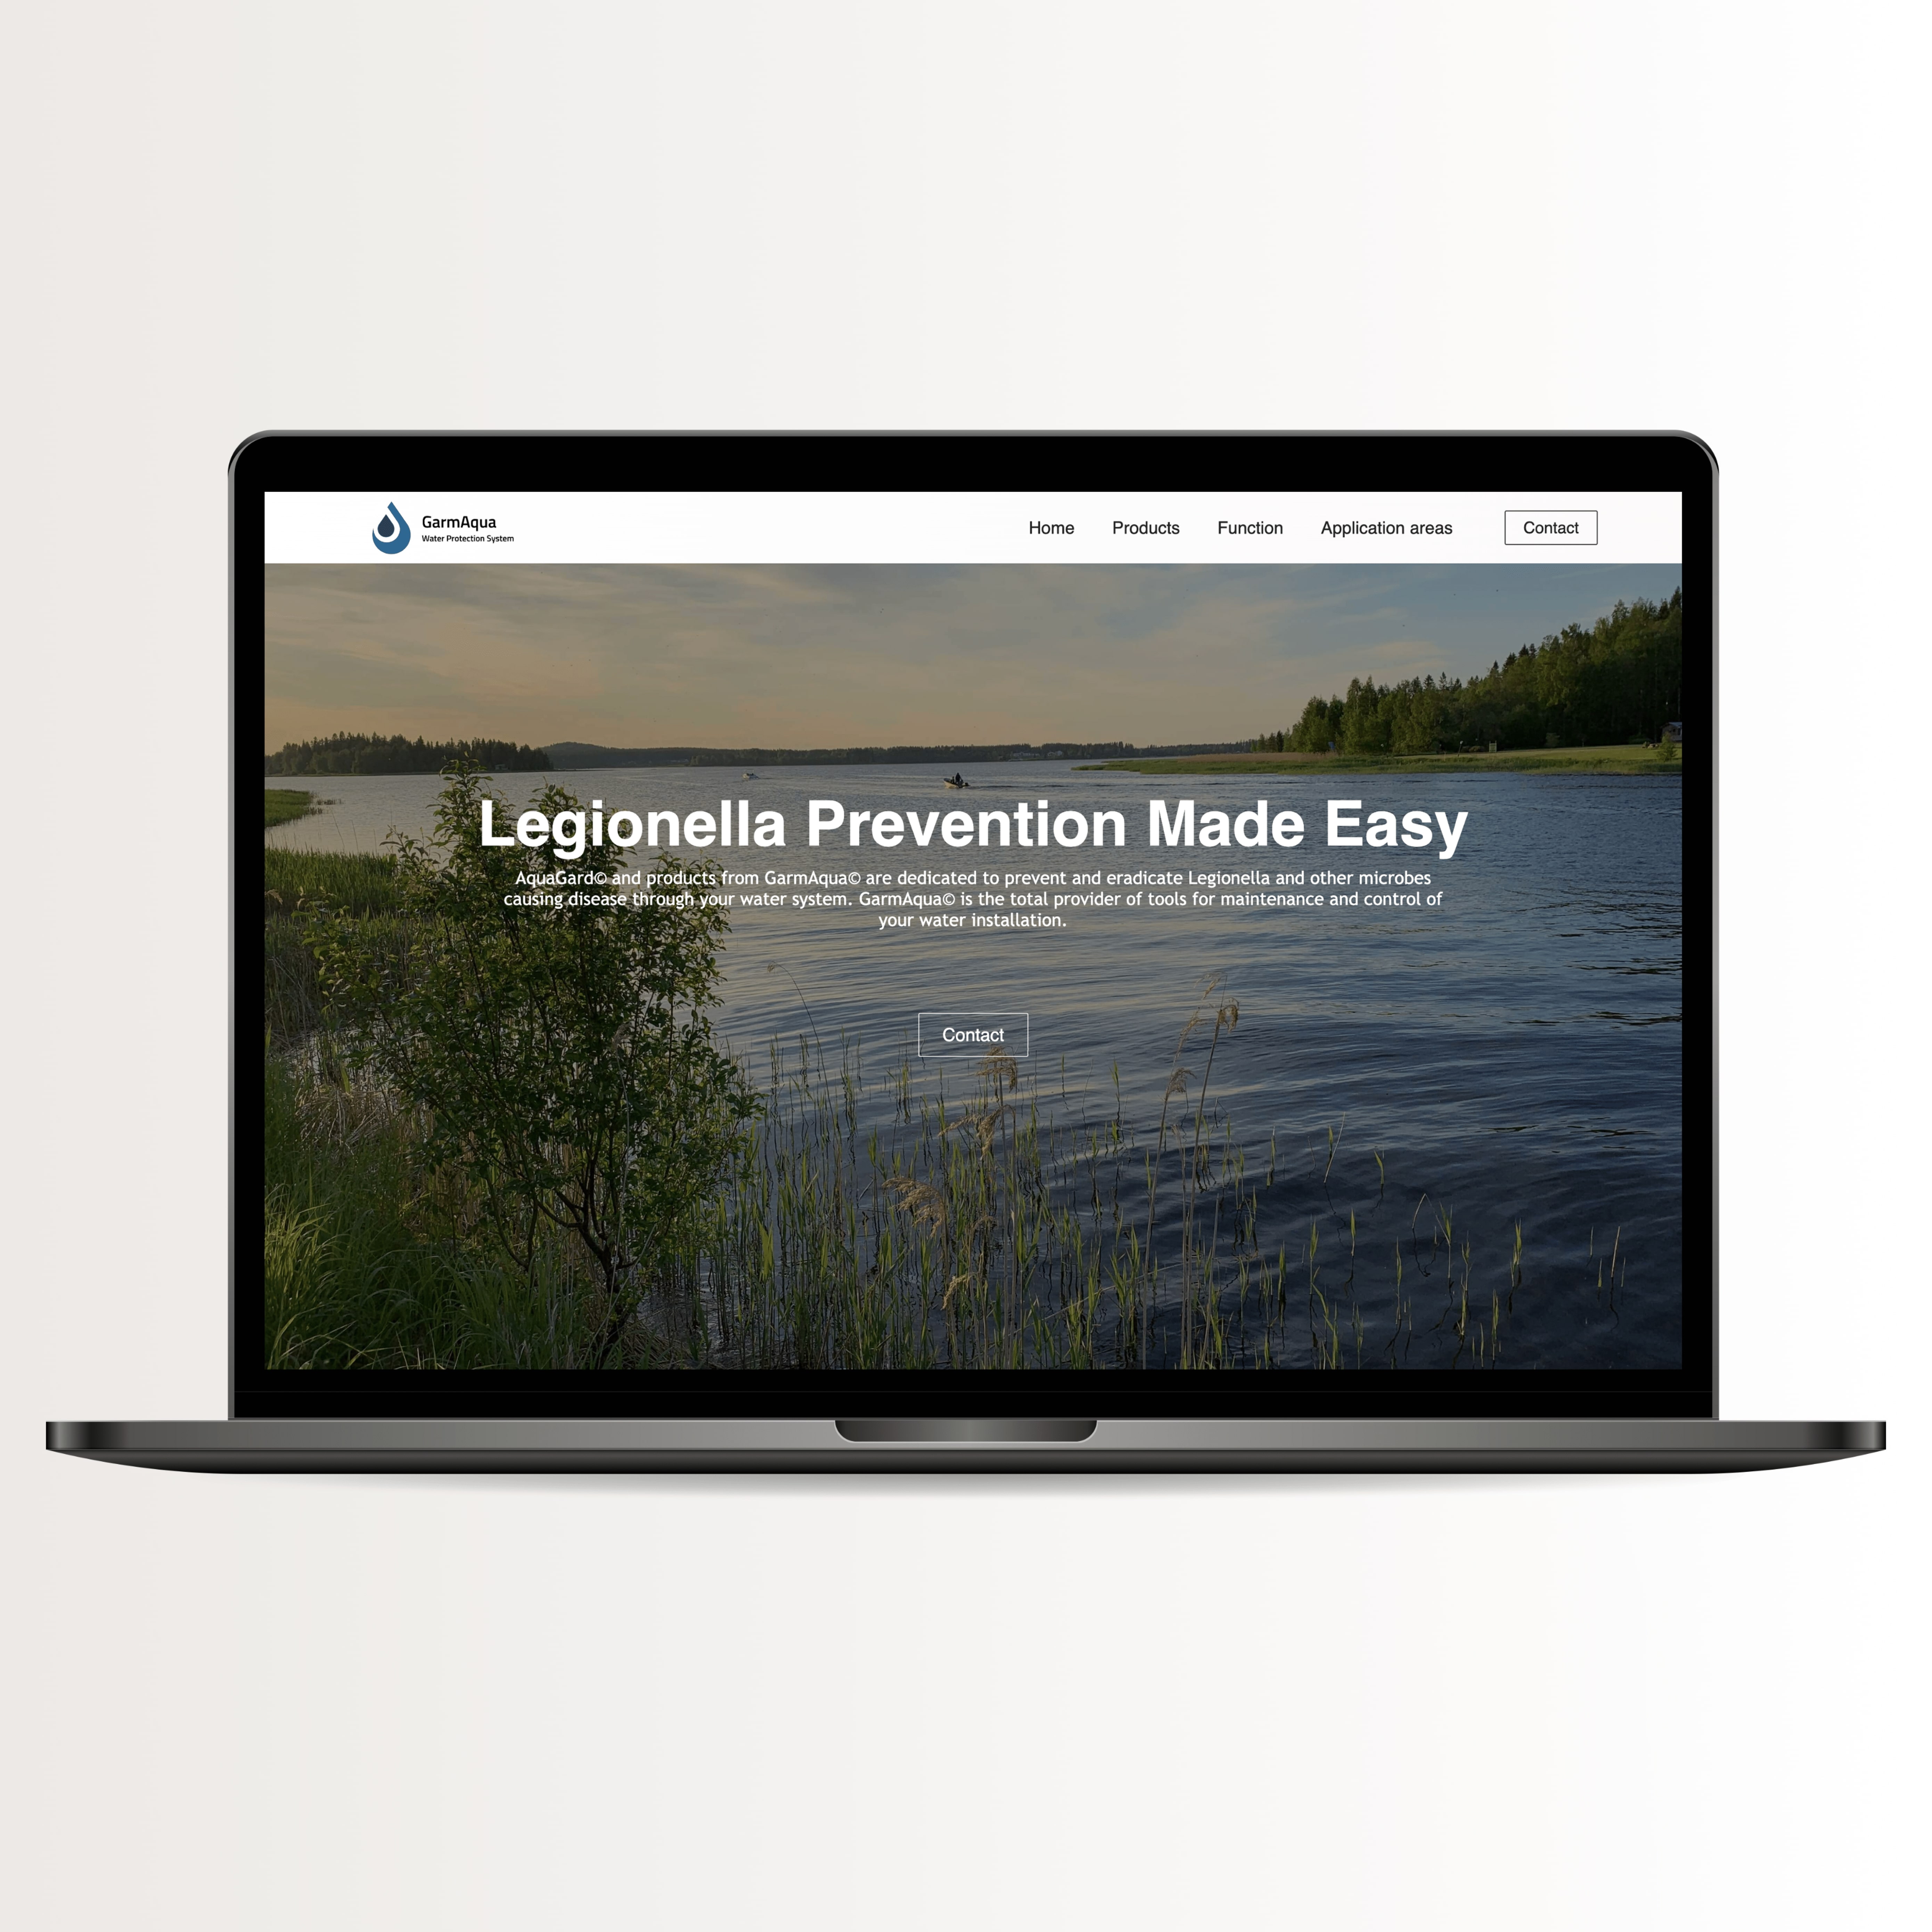 GarmAqua
Water Protection System
Home Products Function Application areas Contact
Legionella Prevention Made Easy
AquaGard© and products from GarmAqua© are dedicated to prevent and eradicate Legionella and other microbes
causing disease through your water system. GarmAqua© is the total provider of tools for maintenance and control of
your water installation.
Contact